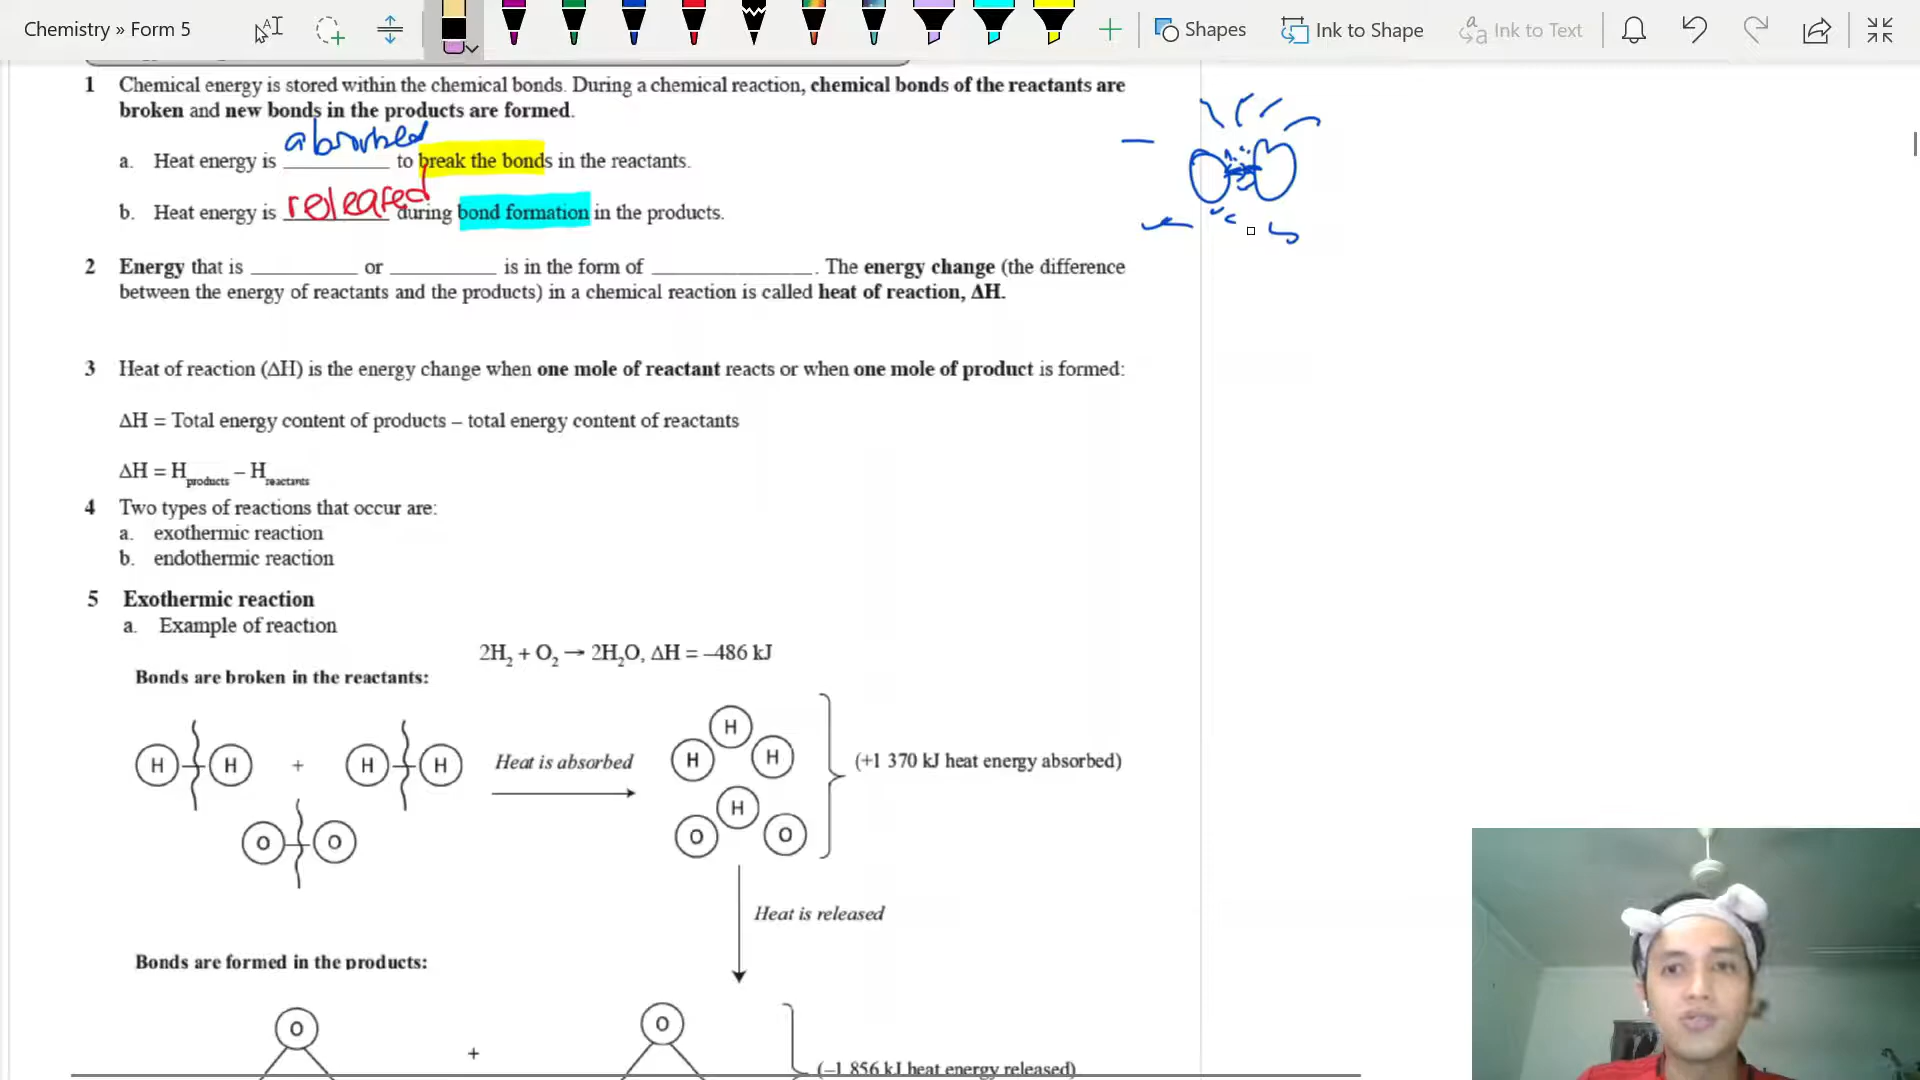 Chemistry » Form 5
Shapes
Ink to Shape
Ink to Text
1 Chemical energy is stored within the chemical bonds. During a chemical reaction, chemical bonds of the reactants are
broken and new bonds in the products are formed.
a. Heat energy is absorbed to break the bonds in the reactants.
b. Heat energy is released during bond formation in the products.
2 Energy that is __________ or __________ is in the form of _______________. The energy change (the difference
between the energy of reactants and the products) in a chemical reaction is called heat of reaction, ΔH.
3 Heat of reaction (ΔH) is the energy change when one mole of reactant reacts or when one mole of product is formed:
ΔH = Total energy content of products – total energy content of reactants
ΔH = H products – H reactants
4 Two types of reactions that occur are:
a. exothermic reaction
b. endothermic reaction
5 Exothermic reaction
a. Example of reaction
2H₂ + O₂ → 2H₂O, ΔH = –486 kJ
Bonds are broken in the reactants:
H H + H H
O O
Heat is absorbed
H
H H
H
O O
(+1 370 kJ heat energy absorbed)
Heat is released
Bonds are formed in the products:
O + O
(–1 856 kJ heat energy released)